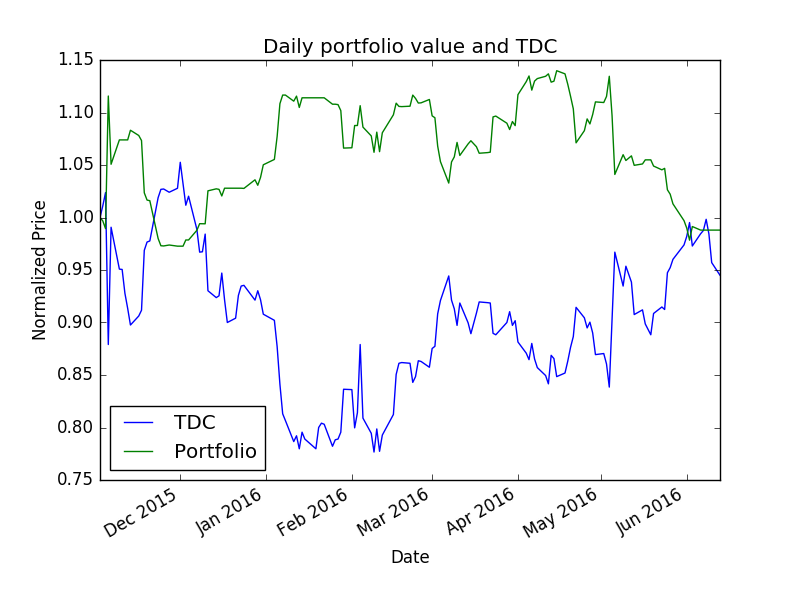 Daily portfolio value and TDC
1.15
1.10
1.05
1.00
0.95
0.90
0.85
0.80
0.75
Normalized Price
TDC
Portfolio
Dec 2015
Jan 2016
Feb 2016
Mar 2016
Apr 2016
May 2016
Jun 2016
Date